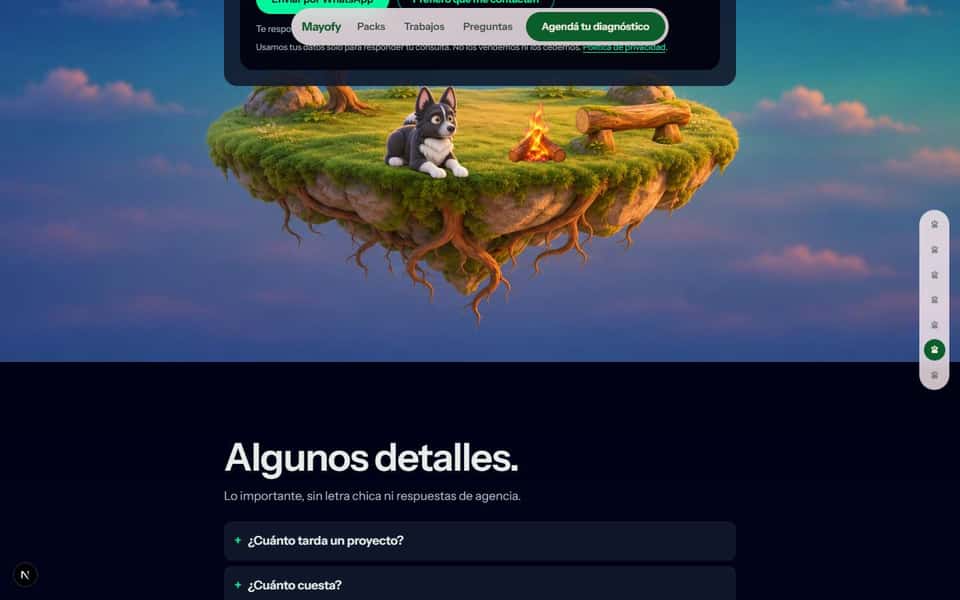 Enviar por WhatsApp
Prefiero que me contacten
Mayofy
Packs
Trabajos
Preguntas
Agendá tu diagnóstico
Te respo
Usamos tus datos solo para responder tu consulta. No los vendemos ni los cedemos. Política de privacidad.
Algunos detalles.
Lo importante, sin letra chica ni respuestas de agencia.
+ ¿Cuánto tarda un proyecto?
+ ¿Cuánto cuesta?
N